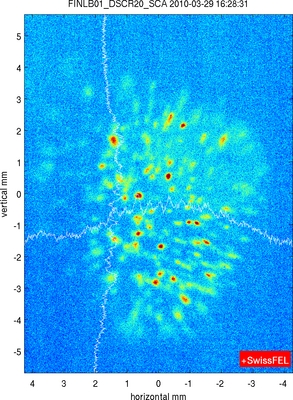 FINLB01_DSCR20_SCA 2010-03-29 16:28:31
vertical mm
5
4
3
2
1
0
-1
-2
-3
-4
-5
+SwissFEL
4 3 2 1 0 -1 -2 -3 -4
horizontal mm